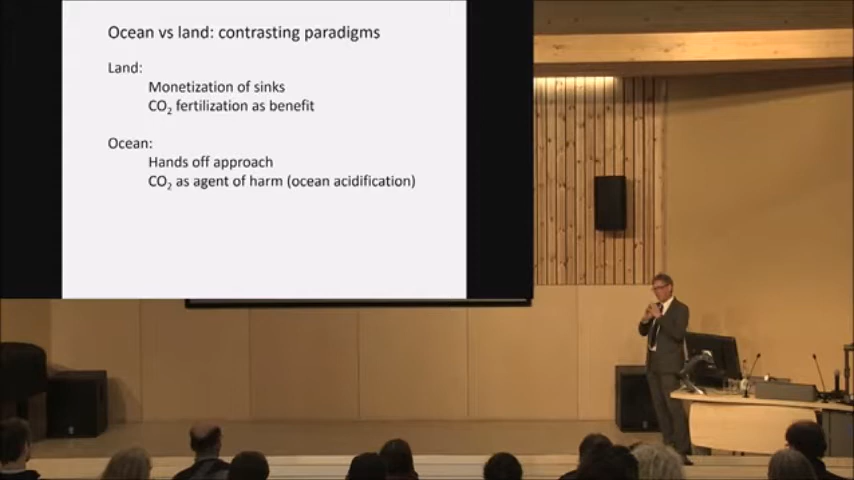 Ocean vs land: contrasting paradigms
Land:
Monetization of sinks
CO₂ fertilization as benefit
Ocean:
Hands off approach
CO₂ as agent of harm (ocean acidification)